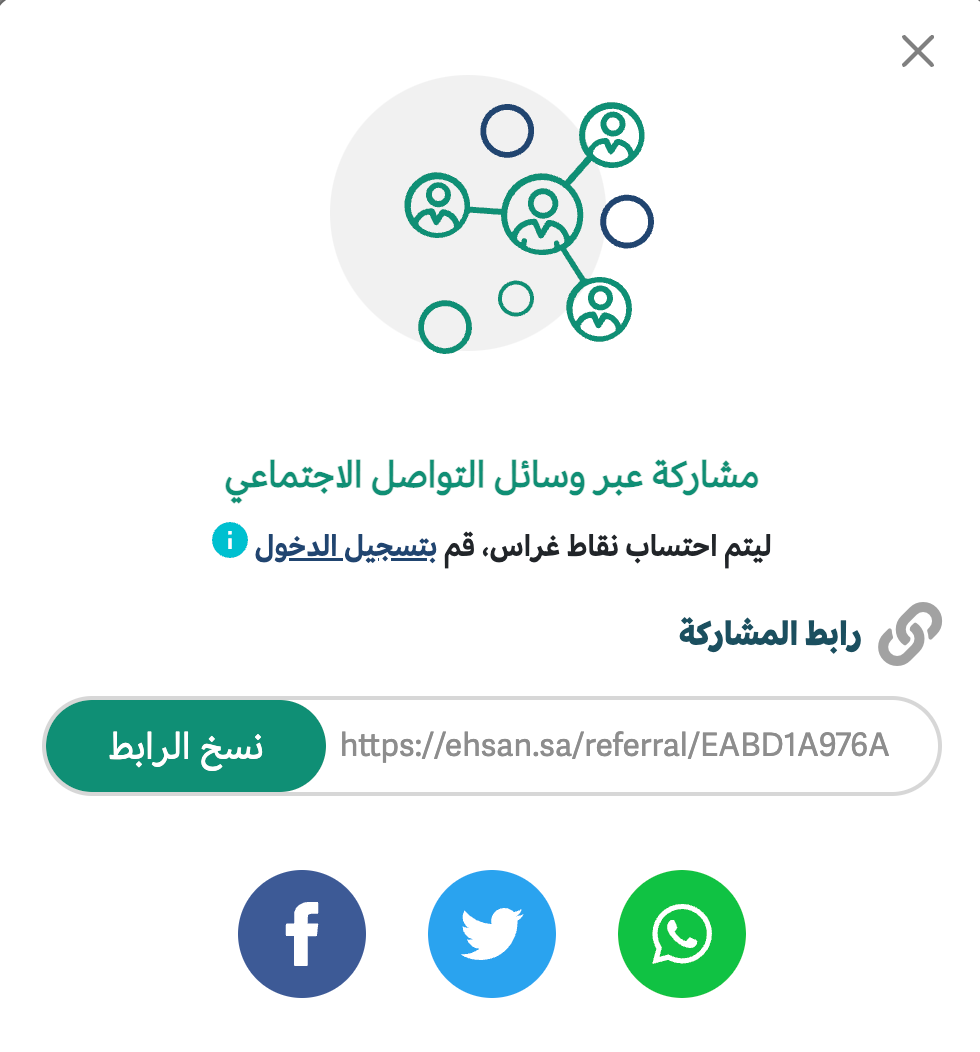 مشاركة عبر وسائل التواصل الاجتماعي
ليتم احتساب نقاط غراس، قم بتسجيل الدخول
رابط المشاركة
https://ehsan.sa/referral/EABD1A976A
نسخ الرابط